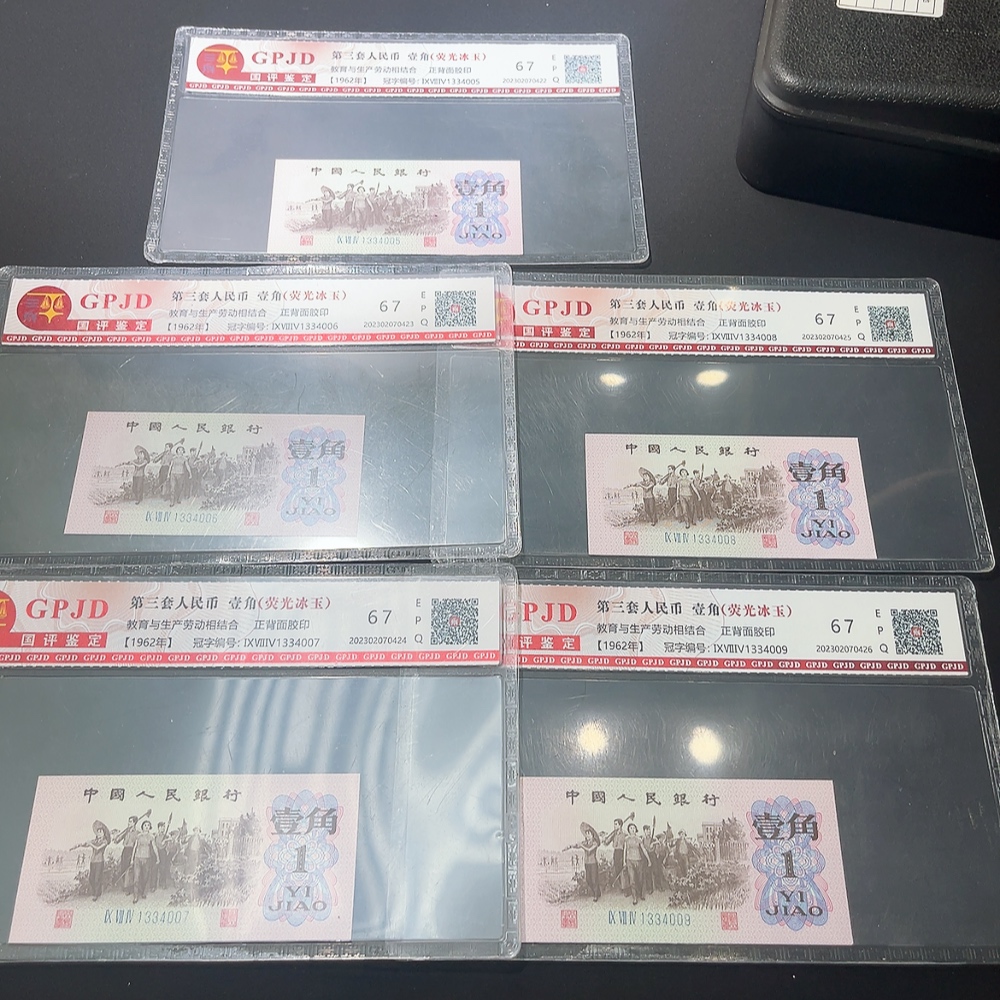 GPJD
国评鉴定
第三套人民币 壹角(荧光冰玉)
教育与生产劳动相结合 正背面胶印
【1962年】 冠字编号: IXVIIIV1334005
67
EPQ
202302070422
中國人民銀行
壹角
1
YI
JIAO
IX VII IV 1334005
GPJD
国评鉴定
第三套人民币 壹角(荧光冰玉)
教育与生产劳动相结合 正背面胶印
【1962年】 冠字编号: IXVIIIV1334006
67
EPQ
202302070423
中國人民銀行
壹角
1
YI
JIAO
IX VII IV 1334006
GPJD
国评鉴定
第三套人民币 壹角(荧光冰玉)
教育与生产劳动相结合 正背面胶印
【1962年】 冠字编号: IXVIIIV1334008
67
EPQ
202302070425
中國人民銀行
壹角
1
YI
JIAO
IX VII IV 1334008
GPJD
国评鉴定
第三套人民币 壹角(荧光冰玉)
教育与生产劳动相结合 正背面胶印
【1962年】 冠字编号: IXVIIIV1334007
67
EPQ
202302070424
中國人民銀行
壹角
1
YI
JIAO
IX VII IV 1334007
PJD
评鉴定
第三套人民币 壹角(荧光冰玉)
教育与生产劳动相结合 正背面胶印
【1962年】 冠字编号: IXVIIIV1334009
67
EPQ
202302070426
中國人民銀行
壹角
1
YI
JIAO
IX VII IV 1334009